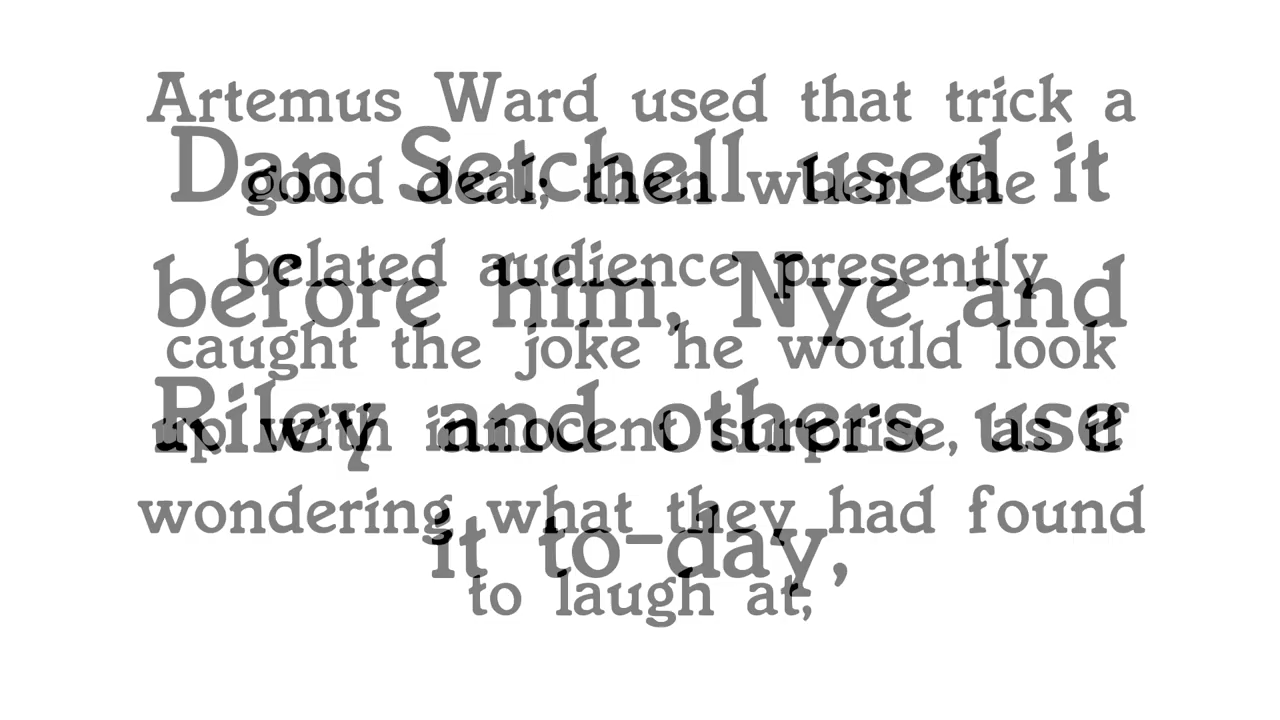 Artemus Ward used that trick a
good deal; then when the
belated audience presently
caught the joke he would look
up with innocent surprise, as if
wondering what they had found
to laugh at;
Dan Setchell used it
before him, Nye and
Riley and others use
it to-day,